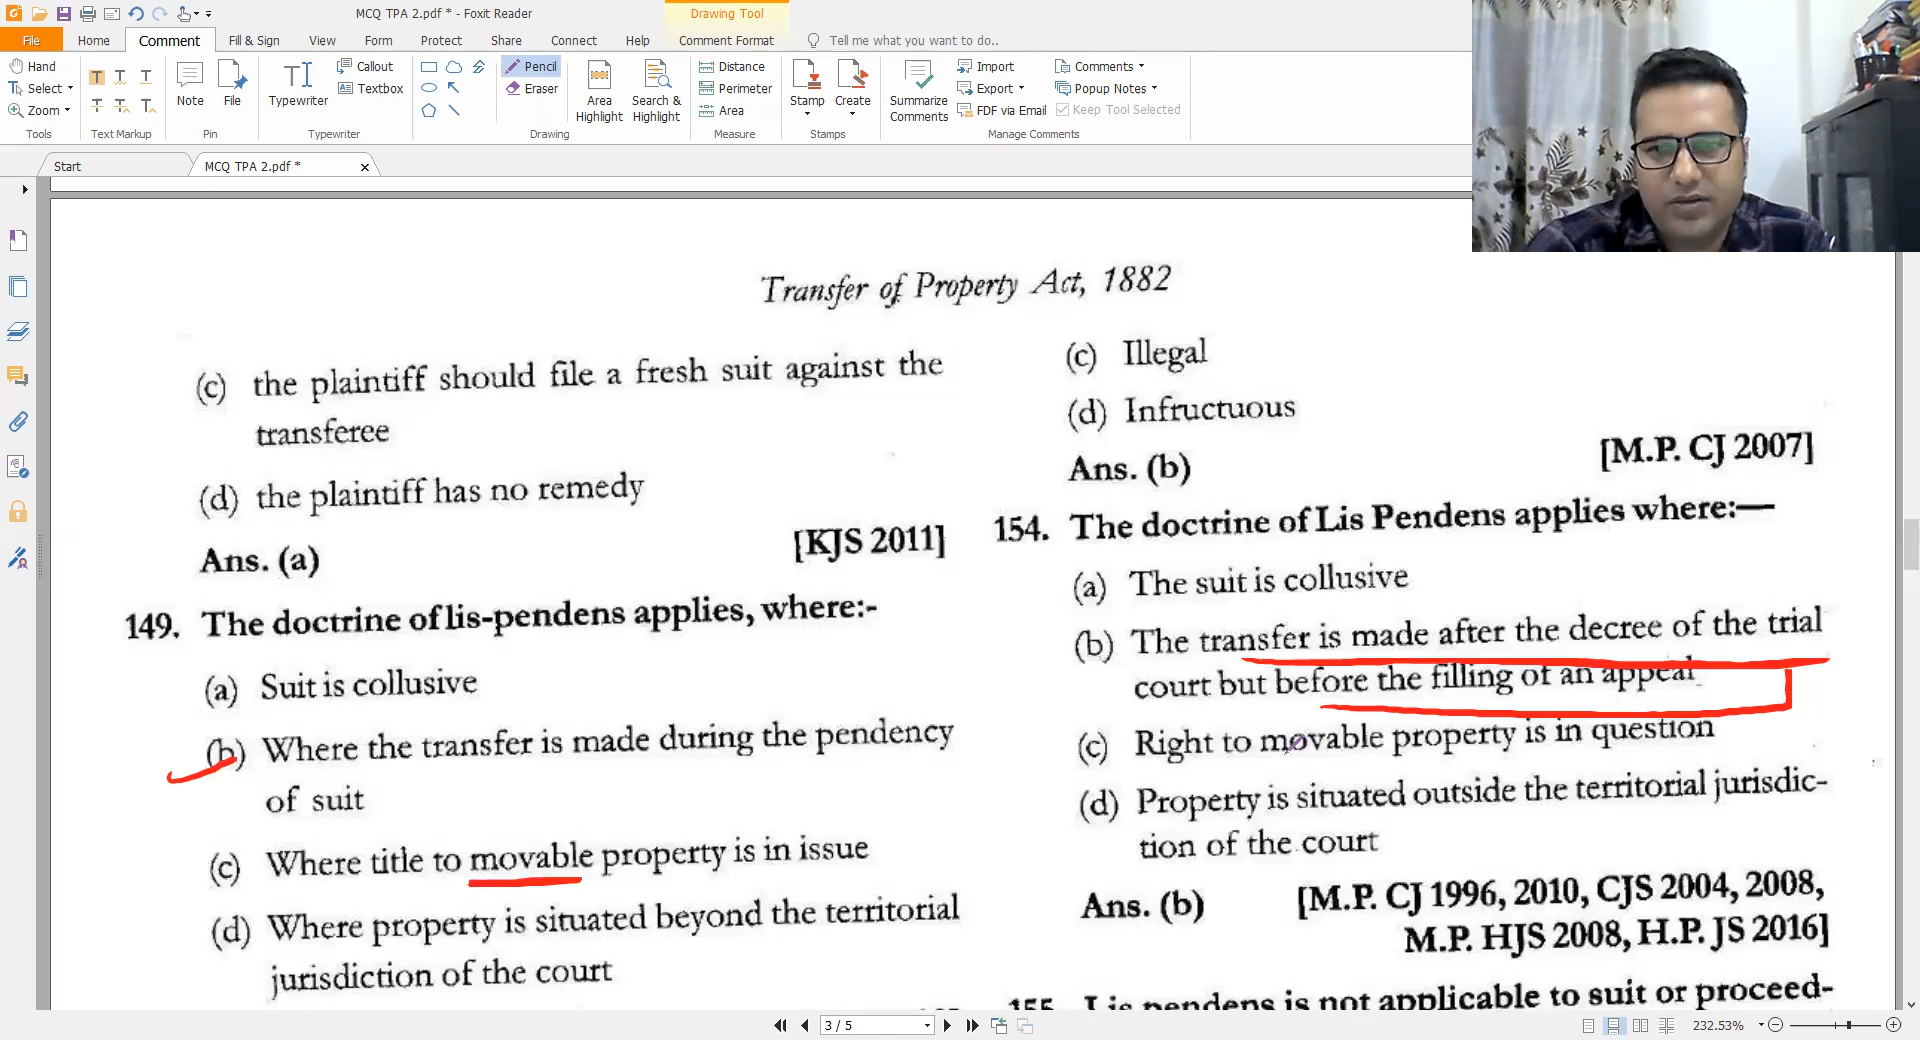 MCQ TPA 2.pdf * - Foxit Reader
Drawing Tool
File Home Comment Fill & Sign View Form Protect Share Connect Help Comment Format Tell me what you want to do..
Hand
Select
Zoom
Tools
T T T
T T T
Text Markup
Note
File
Pin
Typewriter
Callout
Textbox
Typewriter
Pencil
Eraser
Area Highlight
Search & Highlight
Drawing
Distance
Perimeter
Area
Measure
Stamp
Create
Stamps
Summarize Comments
Import
Export
FDF via Email
Comments
Popup Notes
Keep Tool Selected
Manage Comments
Start
MCQ TPA 2.pdf *
Transfer of Property Act, 1882
(c) the plaintiff should file a fresh suit against the
transferee
(d) the plaintiff has no remedy
[KJS 2011]
Ans. (a)
149. The doctrine of lis-pendens applies, where:-
(a) Suit is collusive
(b) Where the transfer is made during the pendency
of suit
(c) Where title to movable property is in issue
(d) Where property is situated beyond the territorial
jurisdiction of the court
(c) Illegal
(d) Infructuous
Ans. (b)
[M.P. CJ 2007]
154. The doctrine of Lis Pendens applies where:—
(a) The suit is collusive
(b) The transfer is made after the decree of the trial
court but before the filling of an appeal
(c) Right to movable property is in question
(d) Property is situated outside the territorial jurisdic-
tion of the court
Ans. (b) [M.P. CJ 1996, 2010, CJS 2004, 2008,
M.P. HJS 2008, H.P. JS 2016]
155. Lis pendens is not applicable to suit or proceed-
3 / 5
232.53%